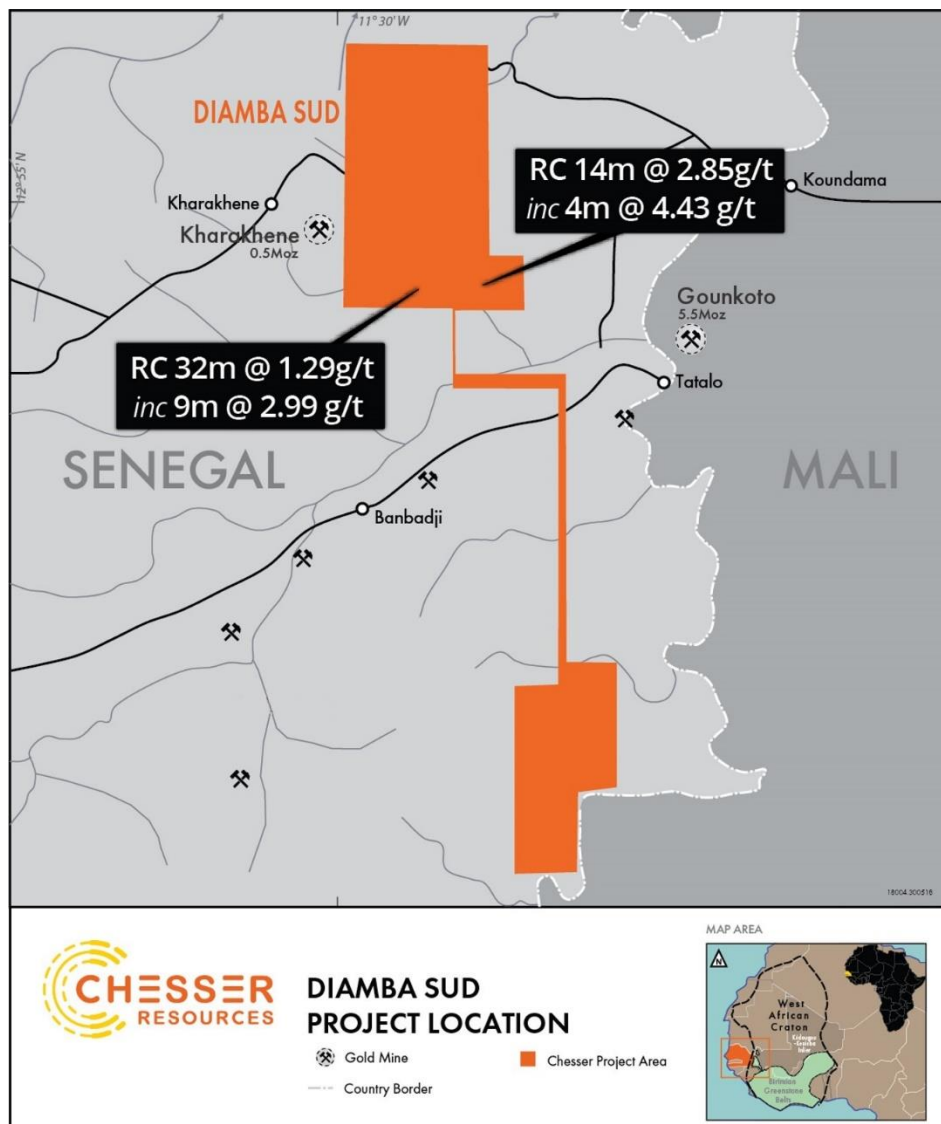 11° 30' W
DIAMBA SUD
12° 55' N
RC 14m @ 2.85g/t
inc 4m @ 4.43 g/t
Koundama
Kharakhene
Kharakhene
0.5Moz
Gounkoto
5.5Moz
RC 32m @ 1.29g/t
inc 9m @ 2.99 g/t
Tatalo
SENEGAL
MALI
Banbadji
18004.300518
CHESSER
RESOURCES
DIAMBA SUD
PROJECT LOCATION
Gold Mine
Chesser Project Area
Country Border
MAP AREA
N
West
African
Craton
Birimian
Greenstone
Belts